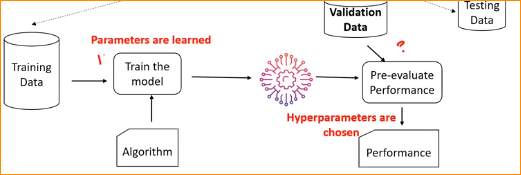 Validation
Data
Testing
Data
Parameters are learned
Training
Data
Train the
model
Pre-evaluate
Performance
Hyperparameters are
chosen
Algorithm
Performance